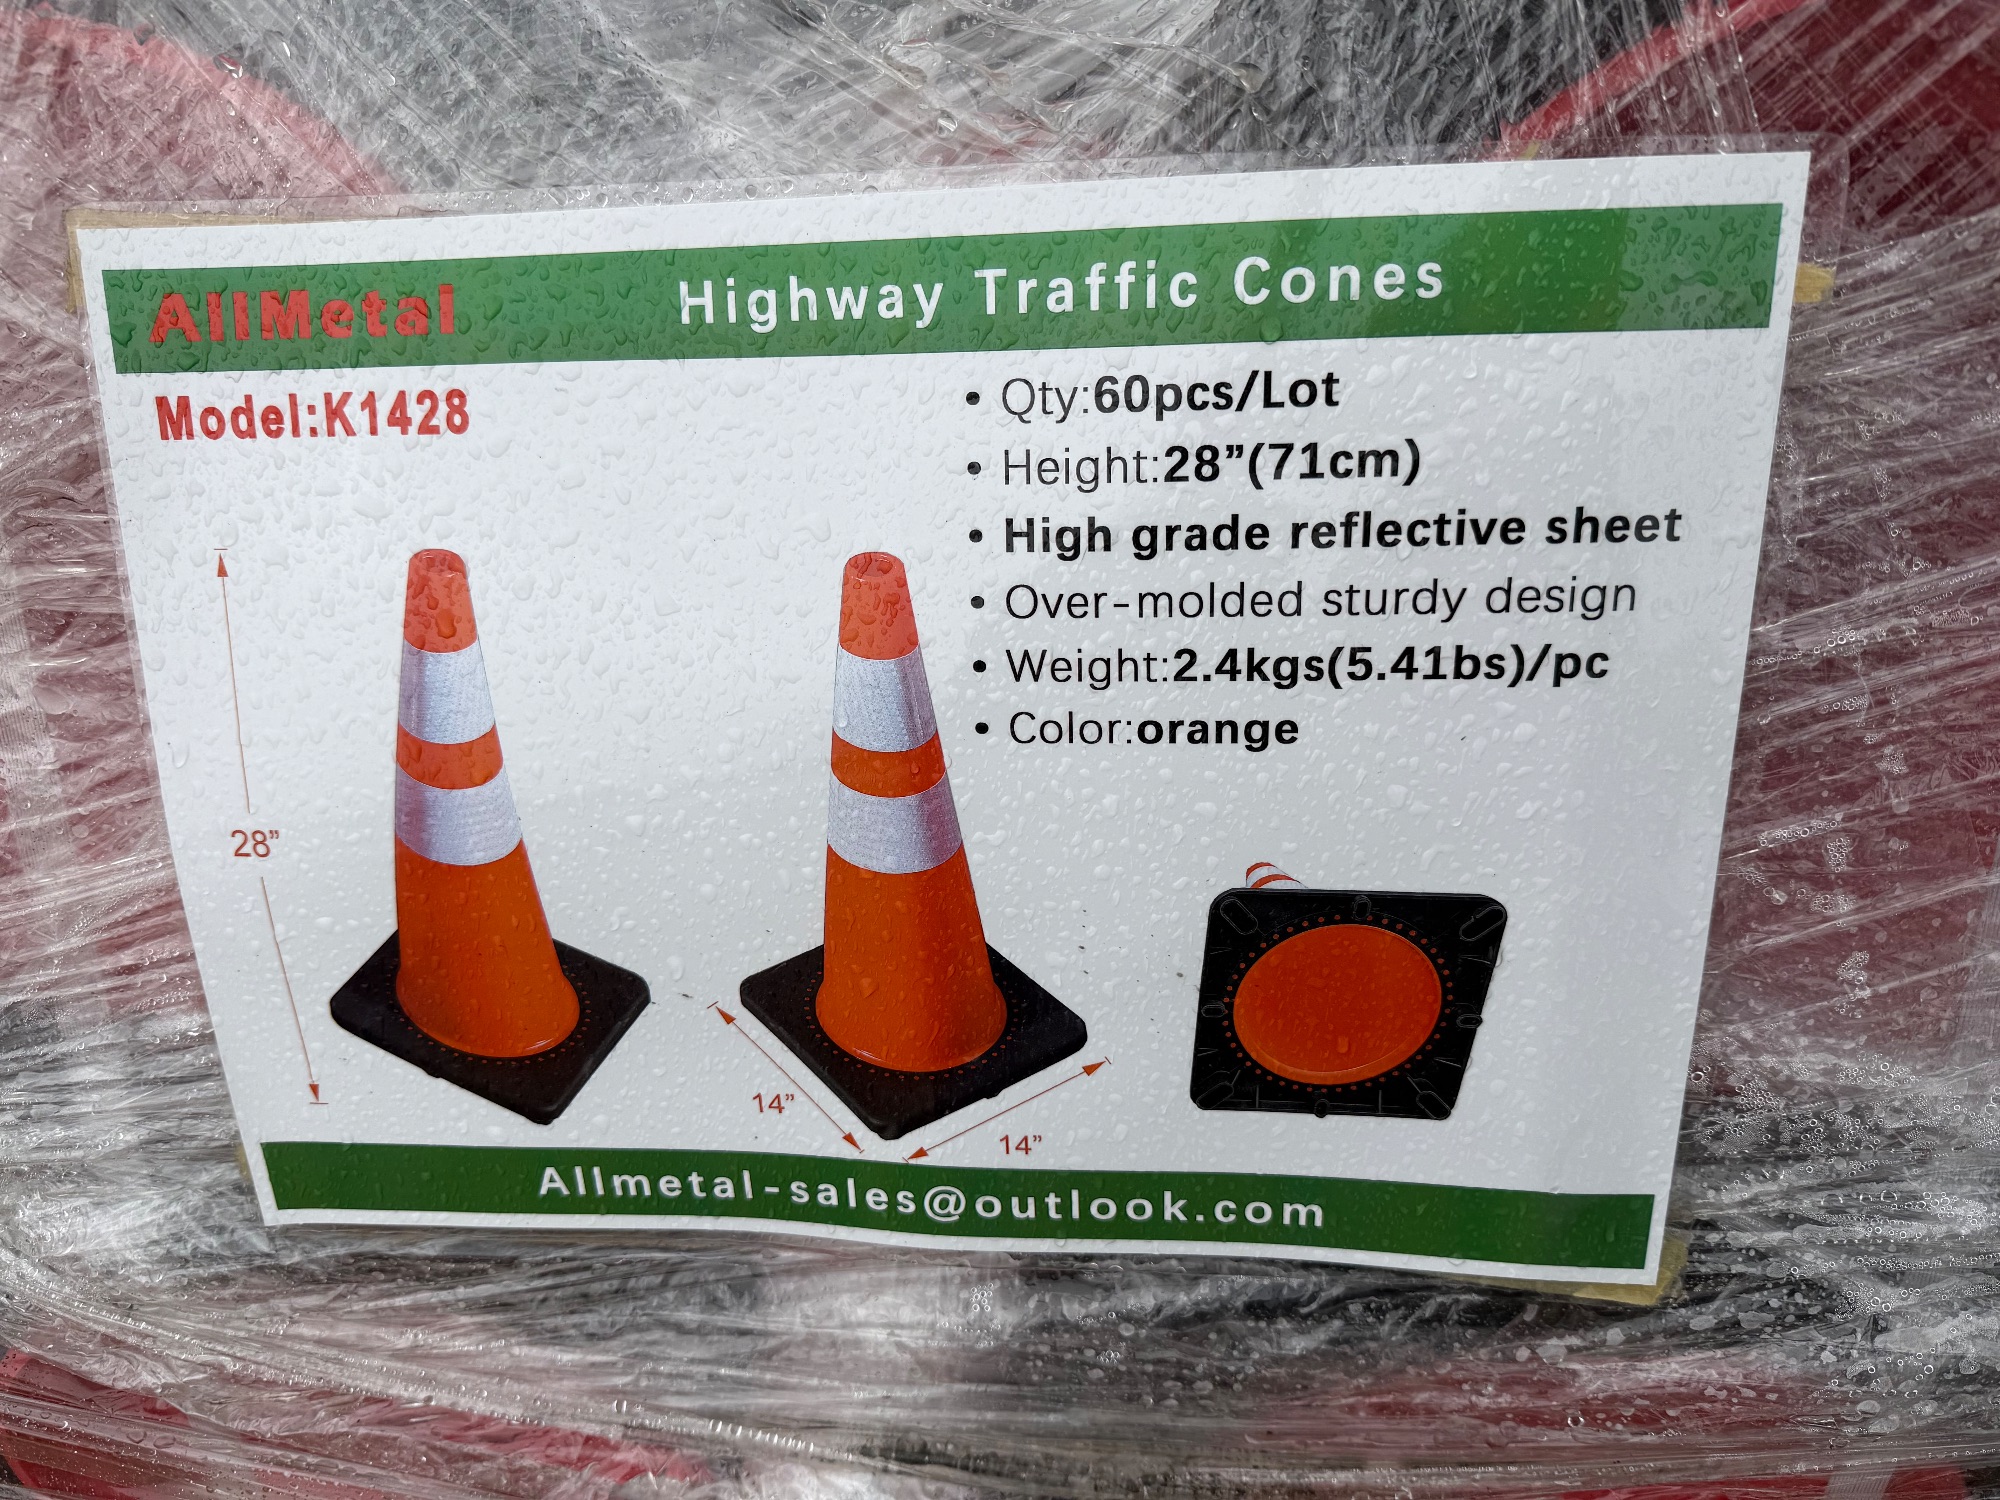 AllMetal Highway Traffic Cones
Model:K1428
• Qty:60pcs/Lot
• Height:28”(71cm)
• High grade reflective sheet
• Over-molded sturdy design
• Weight:2.4kgs(5.41bs)/pc
• Color:orange
28”
14”
14”
Allmetal-sales@outlook.com